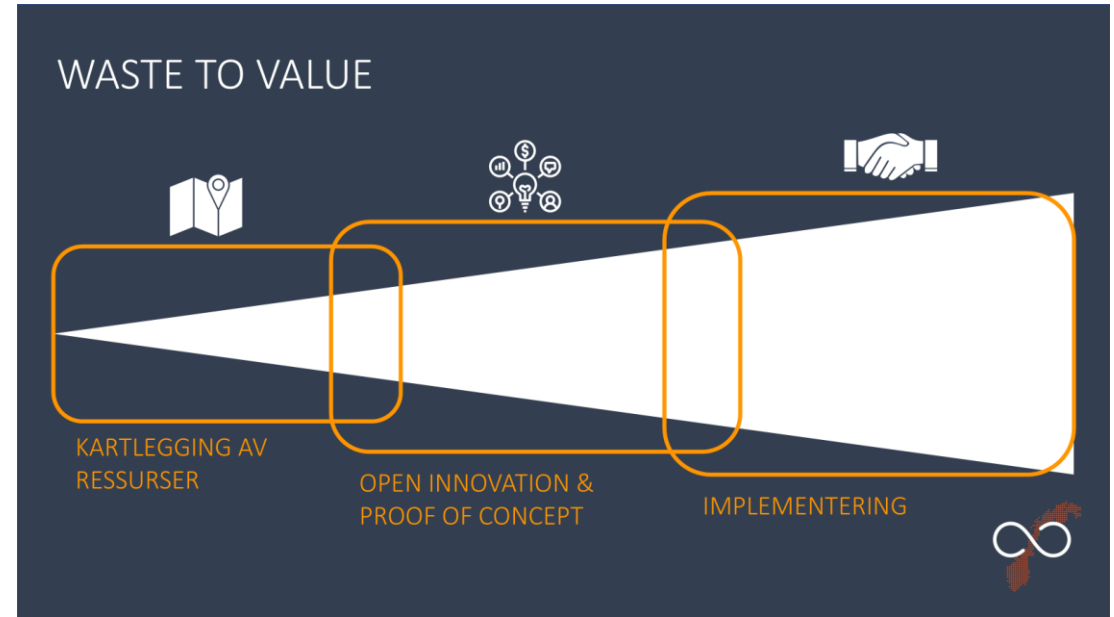 WASTE TO VALUE
$
KARTLEGGING AV
RESSURSER
OPEN INNOVATION &
PROOF OF CONCEPT
IMPLEMENTERING